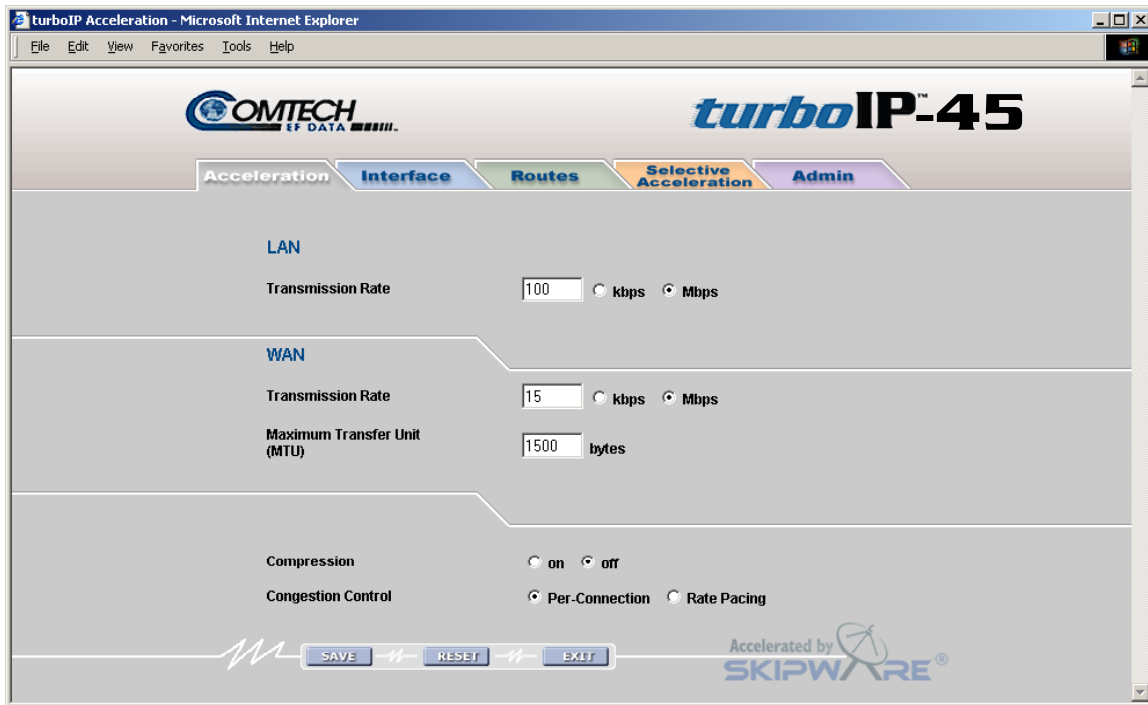 turboIP Acceleration - Microsoft Internet Explorer
File Edit View Favorites Tools Help
COMTECH
EF DATA
turboIP™-45
Acceleration Interface Routes Selective Acceleration Admin
LAN
Transmission Rate 100 kbps Mbps
WAN
Transmission Rate 15 kbps Mbps
Maximum Transfer Unit
(MTU) 1500 bytes
Compression on off
Congestion Control Per-Connection Rate Pacing
SAVE RESET EXIT
Accelerated by
SKIPWARE®